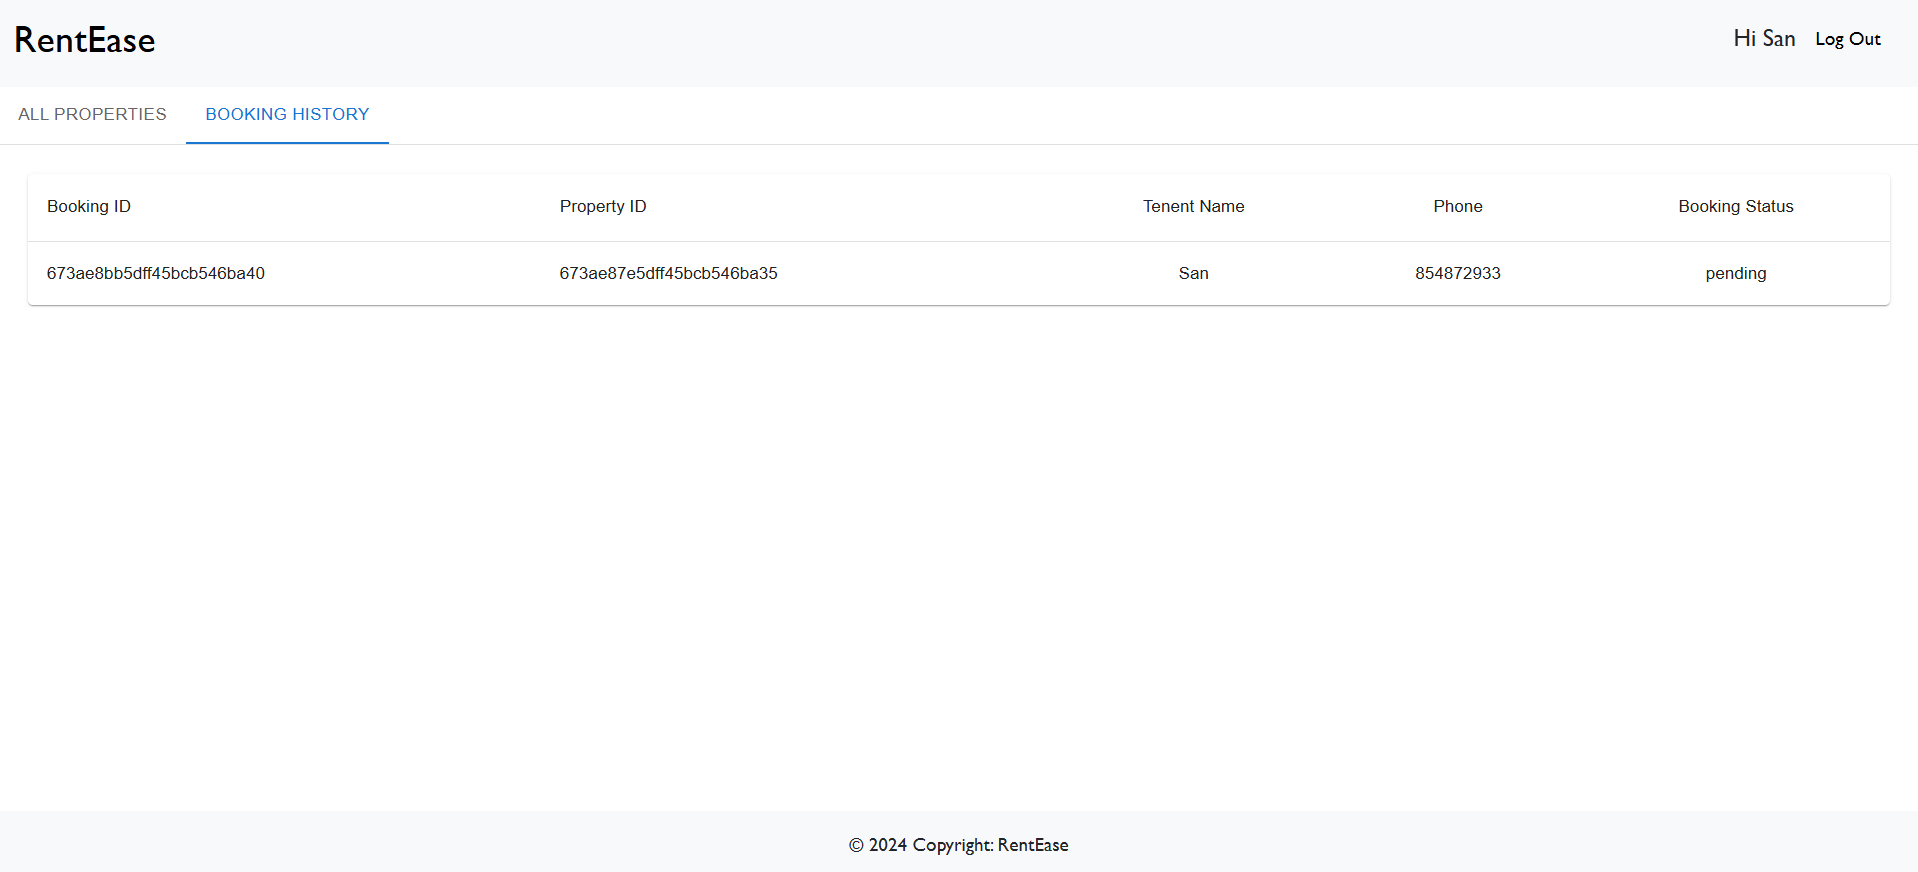 RentEase
Hi San Log Out
ALL PROPERTIES BOOKING HISTORY
Booking ID Property ID Tenent Name Phone Booking Status
673ae8bb5dff45bcb546ba40 673ae87e5dff45bcb546ba35 San 854872933 pending
© 2024 Copyright: RentEase